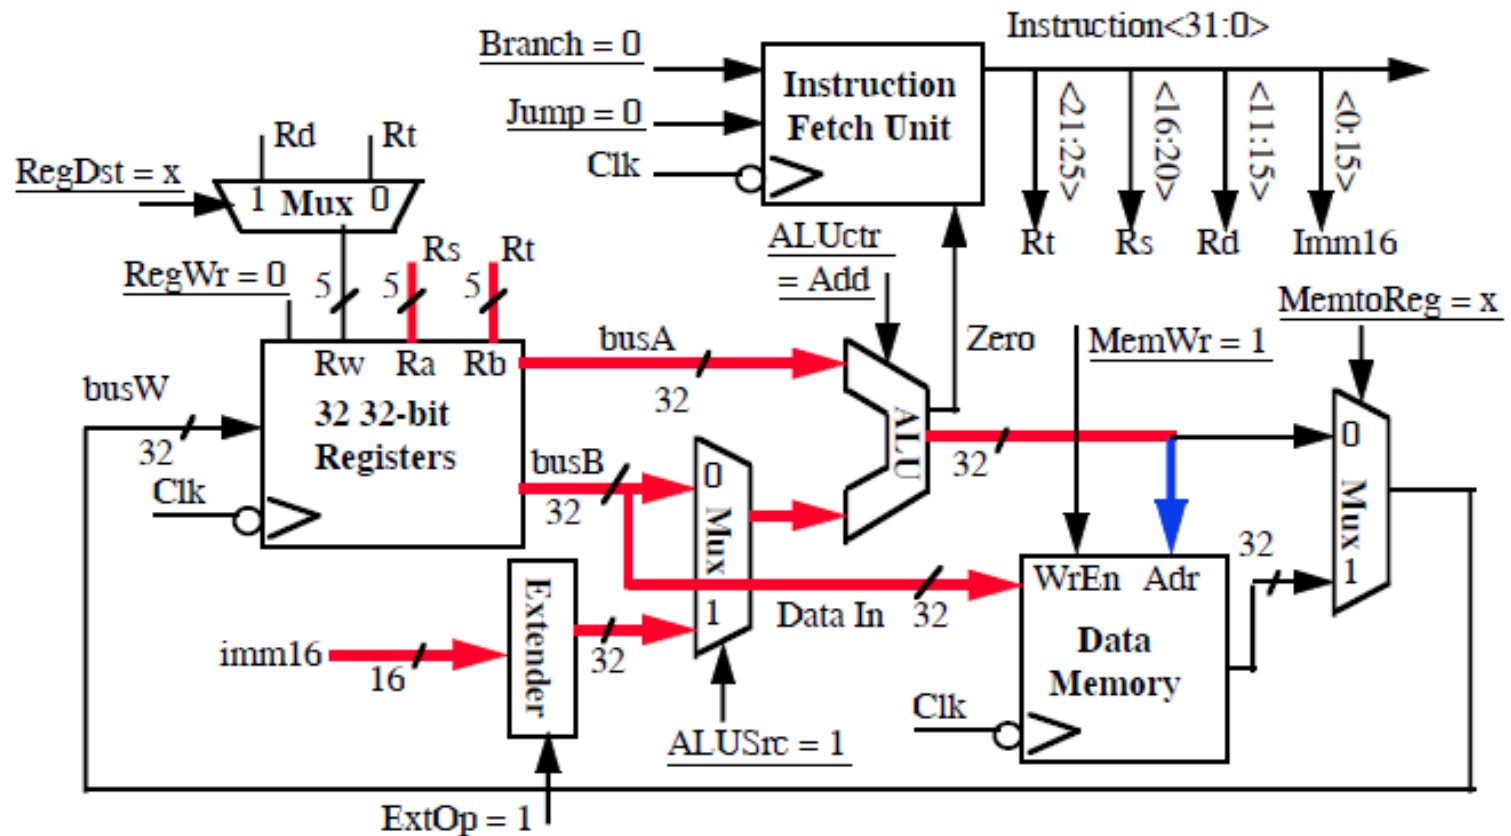 Instruction<31:0>
Branch = 0
Instruction
Fetch Unit
Jump = 0
Clk
<21:25>
<16:20>
<11:15>
<0:15>
Rt
Rs
Rd
Imm16
Rd
Rt
RegDst = x
1 Mux 0
Rs
Rt
RegWr = 0
5
5
5
ALUctr
= Add
Zero
MemWr = 1
MemtoReg = x
busW
32
Rw
Ra
Rb
32 32-bit
Registers
Clk
busA
32
busB
32
0
Mux
1
ALU
32
0
Mux
1
32
WrEn
Adr
Data In
32
Data
Memory
Clk
imm16
16
Extender
32
ALUSrc = 1
ExtOp = 1